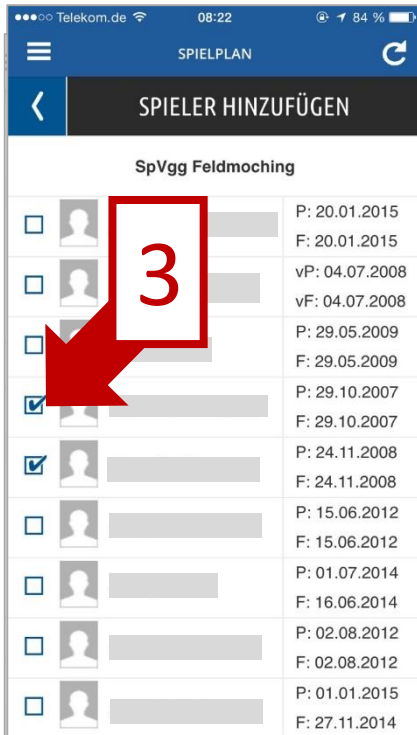 ●●●○○ Telekom.de 08:22 84 %
SPIELPLAN
SPIELER HINZUFÜGEN
SpVgg Feldmoching
P: 20.01.2015
F: 20.01.2015
vP: 04.07.2008
vF: 04.07.2008
3
P: 29.05.2009
F: 29.05.2009
P: 29.10.2007
F: 29.10.2007
P: 24.11.2008
F: 24.11.2008
P: 15.06.2012
F: 15.06.2012
P: 01.07.2014
F: 16.06.2014
P: 02.08.2012
F: 02.08.2012
P: 01.01.2015
F: 27.11.2014